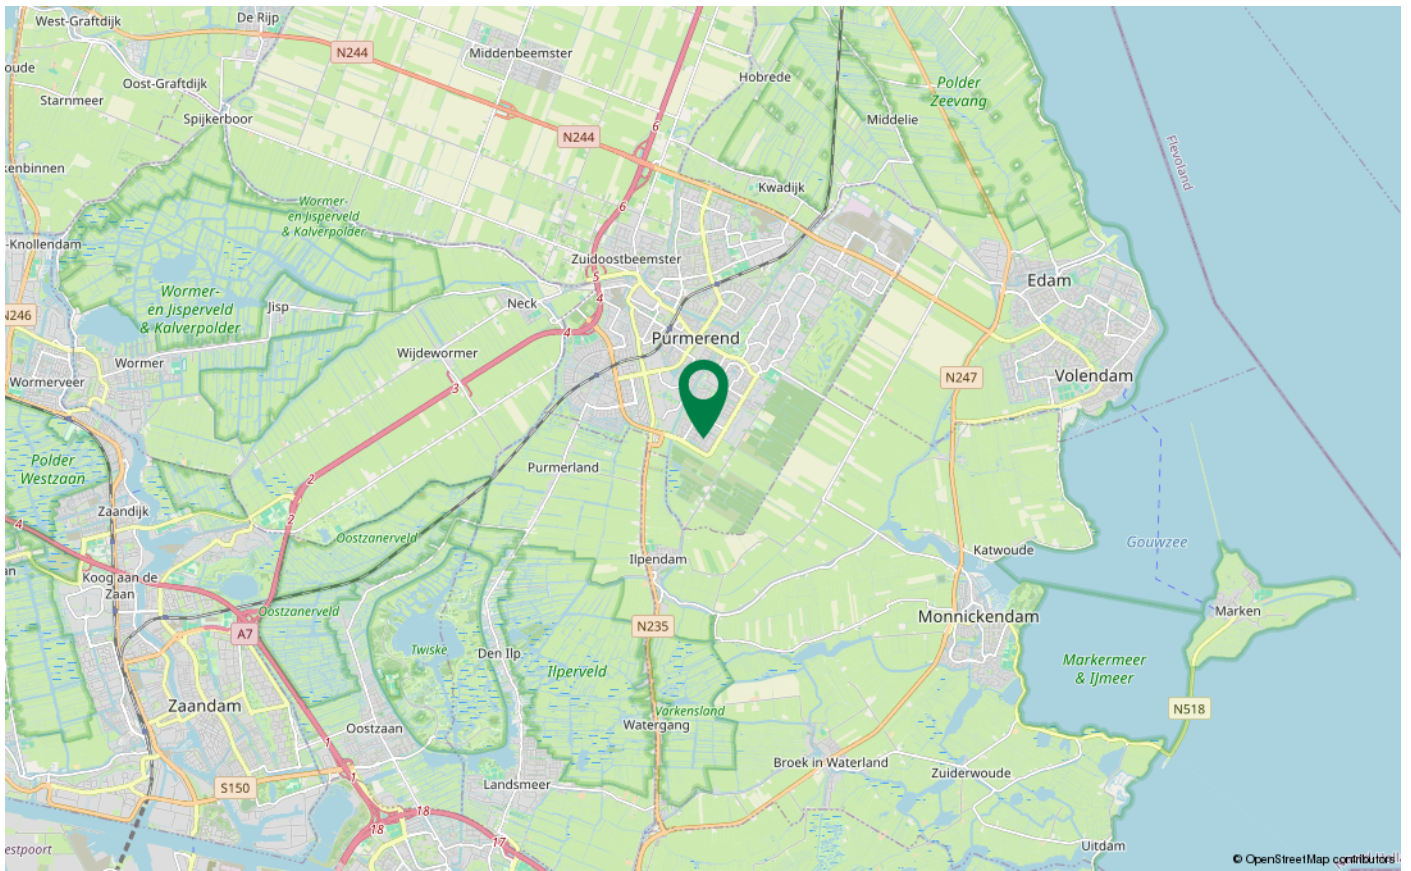 West-Graftdijk
De Rijp
N244
Middenbeemster
oude
Oost-Graftdijk
Hobrede
Polder
Zeevang
Starnmeer
Spijkerboor
Middelie
6
N244
Flevoland
kenbinnen
Kwadijk
Wormer-
en Jisperveld
& Kalverpolder
6
-Knollendam
Zuidoostbeemster
5
Edam
Wormer-
en Jisperveld
& Kalverpolder
Jisp
Neck
4
N246
4
Purmerend
Wijdewormer
Wormer
Wormerveer
3
N247
Volendam
Polder
Westzaan
Purmerland
2
Zaandijk
2
4
Oostzanerveld
Gouwzee
Katwoude
Ilpendam
an
Koog aan de
Zaan
Oostzanerveld
Marken
Monnickendam
A7
N235
Twiske
Den Ilp
Ilperveld
Markermeer
& IJmeer
Zaandam
N518
Varkensland
Watergang
Oostzaan
1
Broek in Waterland
Zuiderwoude
1
Landsmeer
S150
18
18
17
Uitdam
estpoort
© OpenStreetMap contributors